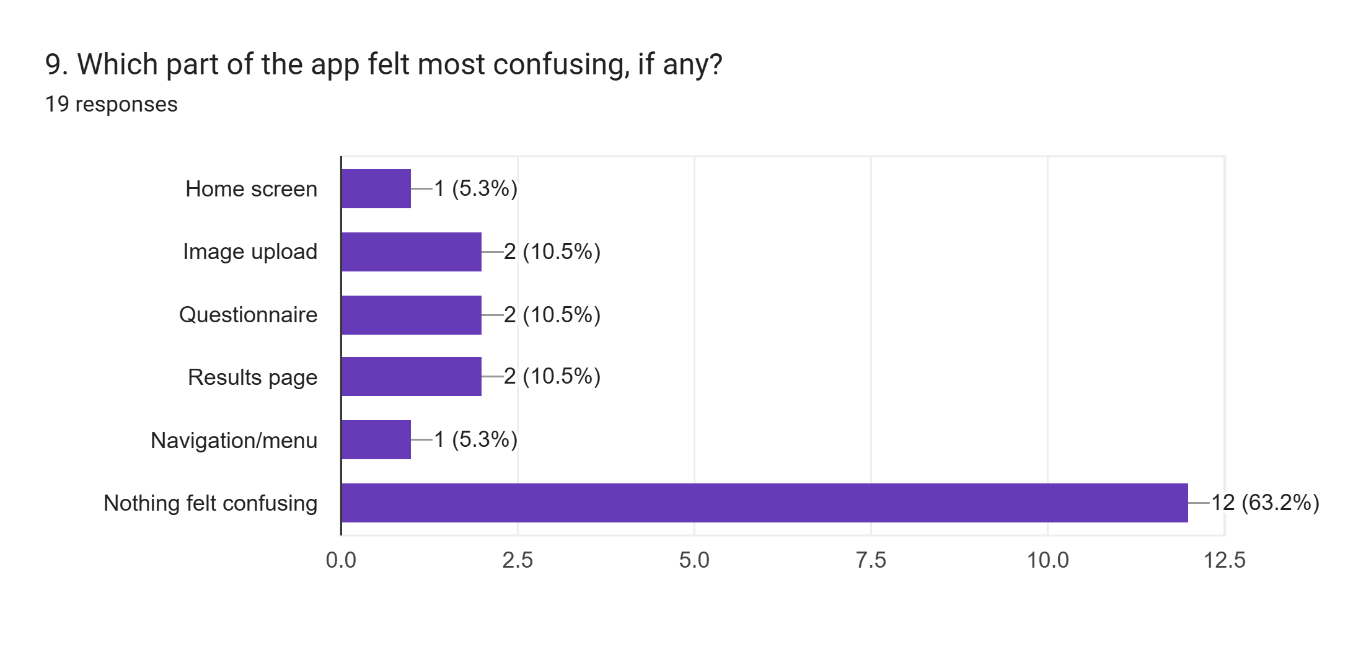 9. Which part of the app felt most confusing, if any?
19 responses
Home screen 1 (5.3%)
Image upload 2 (10.5%)
Questionnaire 2 (10.5%)
Results page 2 (10.5%)
Navigation/menu 1 (5.3%)
Nothing felt confusing 12 (63.2%)
0.0 2.5 5.0 7.5 10.0 12.5